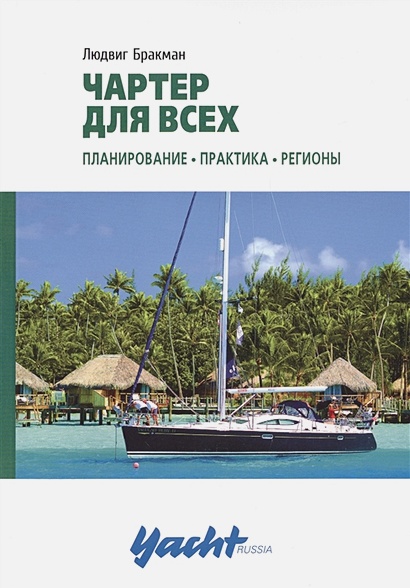 Людвиг Бракман
ЧАРТЕР
ДЛЯ ВСЕХ
ПЛАНИРОВАНИЕ • ПРАКТИКА • РЕГИОНЫ
Yacht RUSSIA